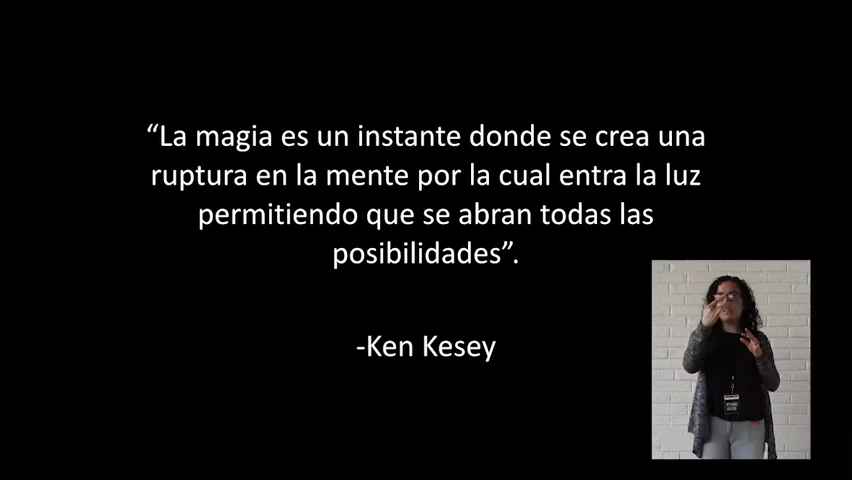 “La magia es un instante donde se crea una
ruptura en la mente por la cual entra la luz
permitiendo que se abran todas las
posibilidades”.
-Ken Kesey